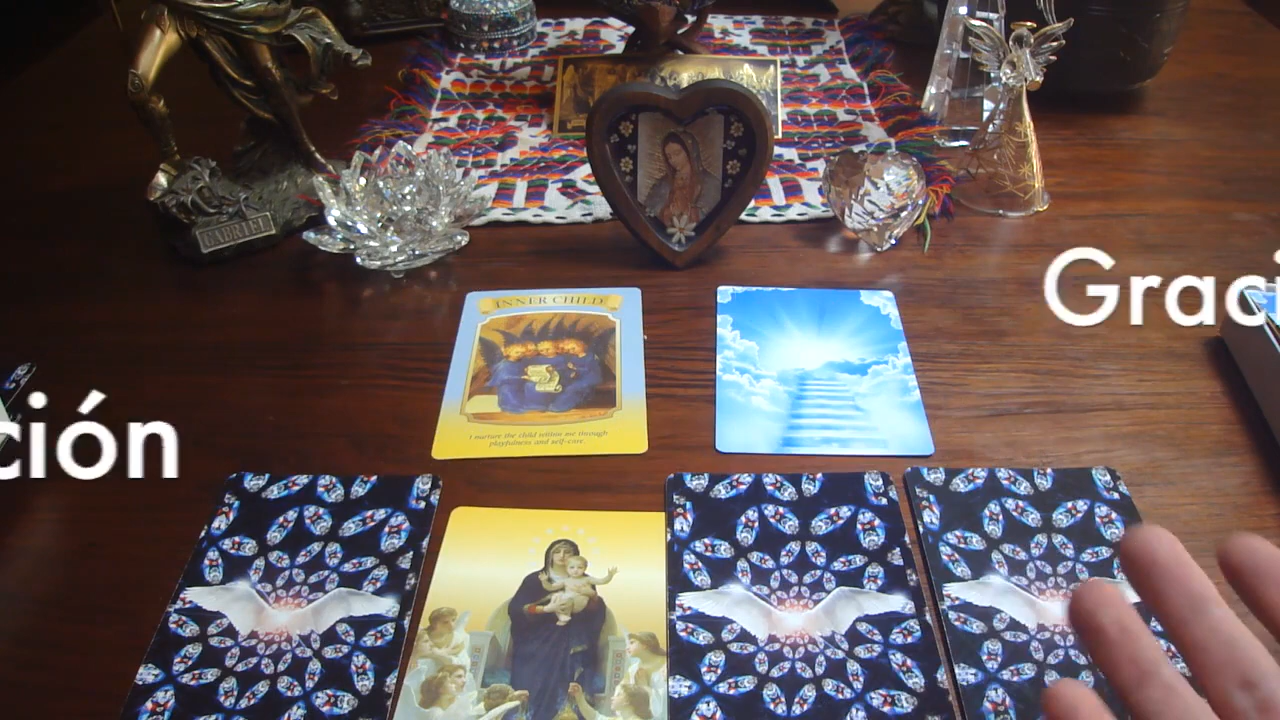 GABRIEL
INNER CHILD
I nurture the child within me through
playfulness and self-care.
Graci
ción